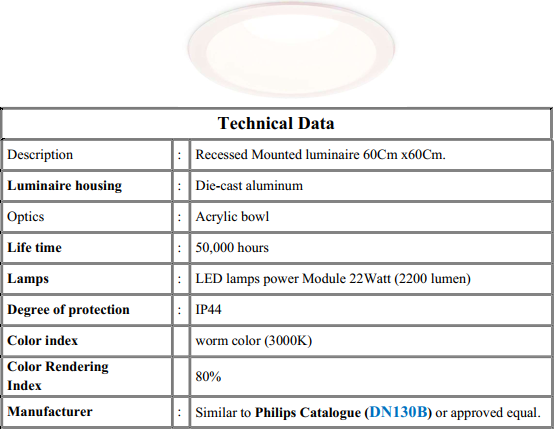 Technical Data
Description : Recessed Mounted luminaire 60Cm x60Cm.
Luminaire housing : Die-cast aluminum
Optics : Acrylic bowl
Life time : 50,000 hours
Lamps : LED lamps power Module 22Watt (2200 lumen)
Degree of protection : IP44
Color index worm color (3000K)
Color Rendering
Index 80%
Manufacturer : Similar to Philips Catalogue (DN130B) or approved equal.